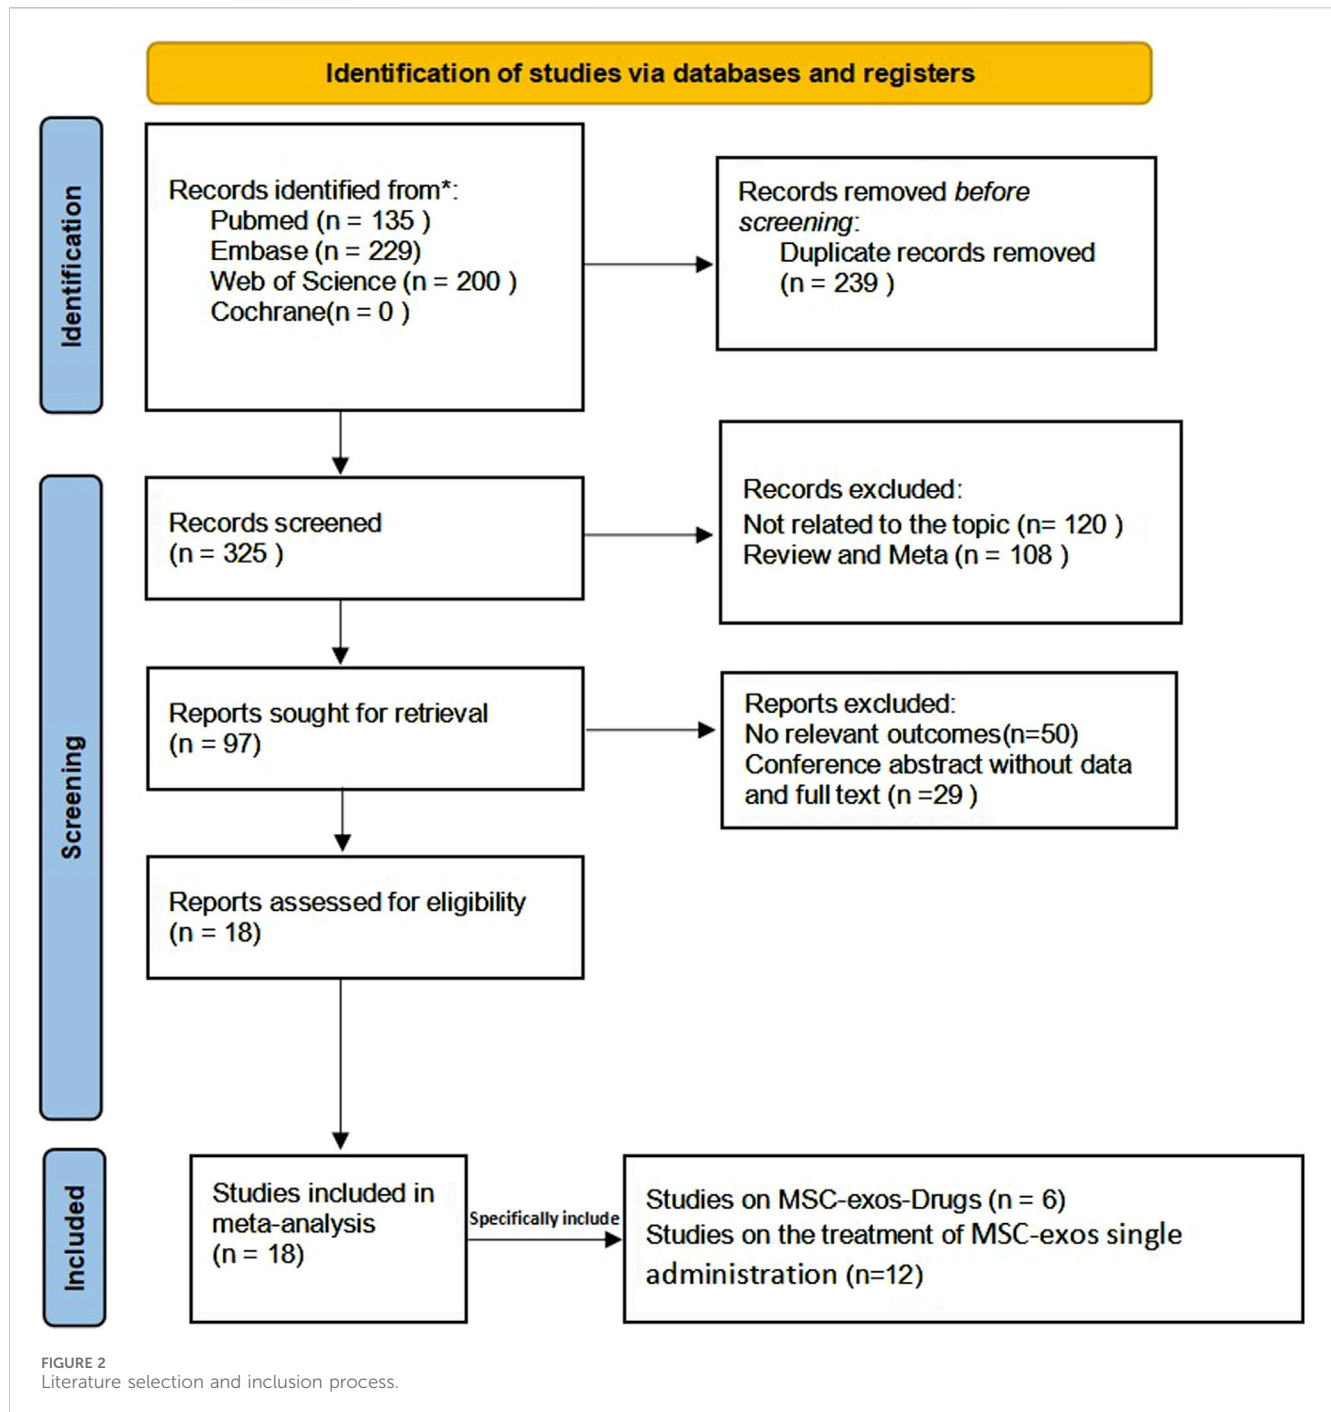 Identification of studies via databases and registers
Identification
Records identified from*:
Pubmed (n = 135 )
Embase (n = 229)
Web of Science (n = 200 )
Cochrane(n = 0 )
Records removed before
screening:
Duplicate records removed
(n = 239 )
Screening
Records screened
(n = 325 )
Records excluded:
Not related to the topic (n= 120 )
Review and Meta (n = 108 )
Reports sought for retrieval
(n = 97)
Reports excluded:
No relevant outcomes(n=50)
Conference abstract without data
and full text (n =29 )
Reports assessed for eligibility
(n = 18)
Included
Studies included in
meta-analysis
(n = 18)
Specifically include
Studies on MSC-exos-Drugs (n = 6)
Studies on the treatment of MSC-exos single
administration (n=12)
FIGURE 2
Literature selection and inclusion process.